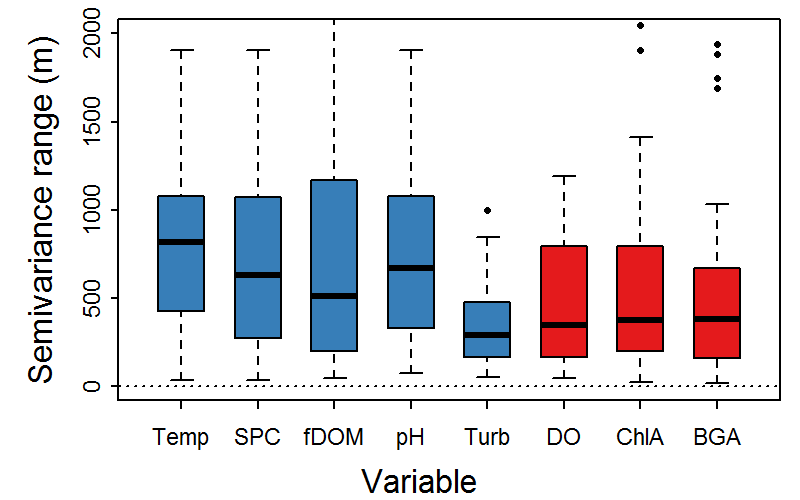 Semivariance range (m)
2000
1500
1000
500
0
Temp SPC fDOM pH Turb DO ChlA BGA
Variable